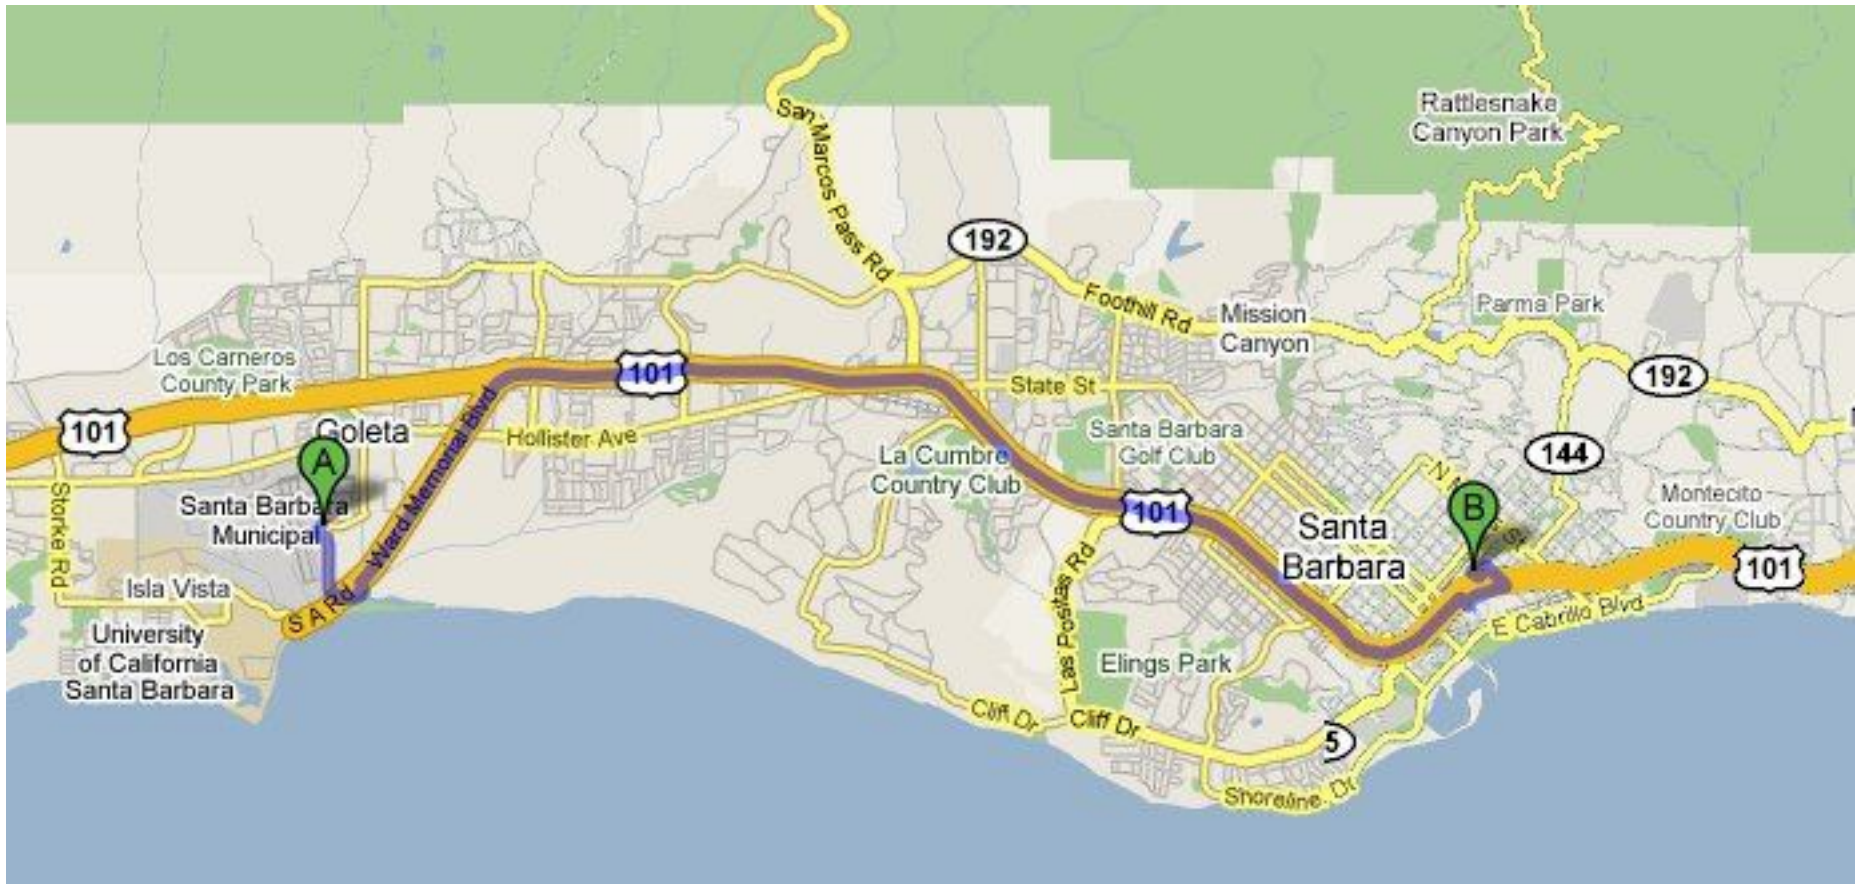 Rattlesnake
Canyon Park
San Marcos Pass Rd
192
Foothill Rd
Mission
Canyon
Parma Park
Los Carneros
County Park
101
State St
192
101
Goleta
Hollister Ave
Ward Memorial Blvd
Santa Barbara
Golf Club
La Cumbre
Country Club
144
A
Storke Rd
Santa Barbara
Municipal
101
Santa
Barbara
B
Montecito
Country Club
101
Isla Vista
S A Rd
University
of California
Santa Barbara
Las Positas Rd
Elings Park
E Cabrillo Blvd
Cliff Dr
Cliff Dr
5
Shoreline Dr